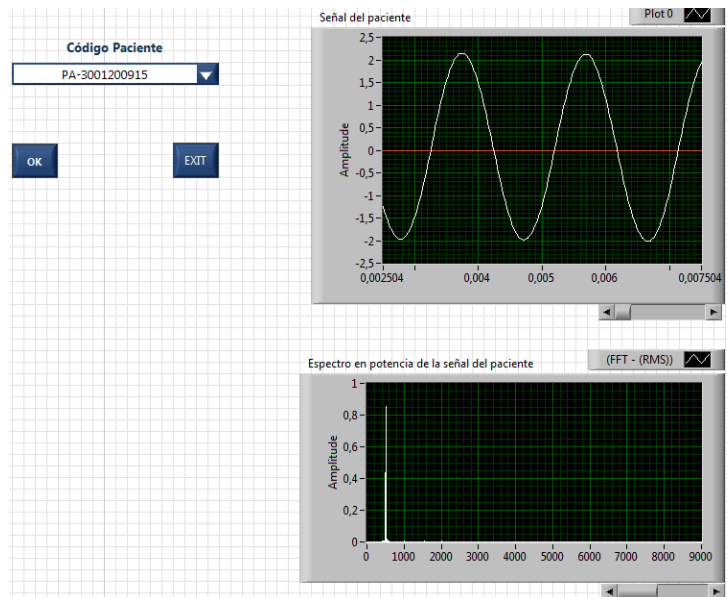 Código Paciente
PA-3001200915
OK
EXIT
Señal del paciente
Plot 0
Amplitude
2,5
2
1,5
1
0,5
0
-0,5
-1
-1,5
-2
-2,5
0,002504 0,004 0,005 0,006 0,007504
Espectro en potencia de la señal del paciente
(FFT - (RMS))
Amplitude
1
0,8
0,6
0,4
0,2
0
0 1000 2000 3000 4000 5000 6000 7000 8000 9000